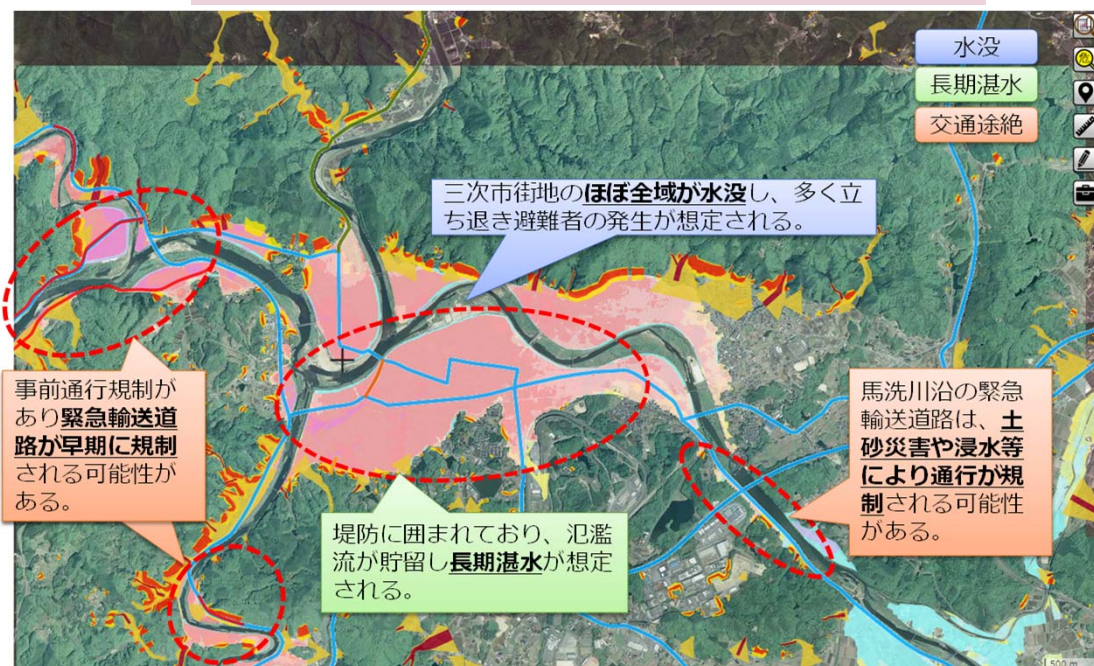 水没
長期湛水
交通途絶
三次市街地のほぼ全域が水没し、多く立
ち退き避難者の発生が想定される。
事前通行規制が
あり緊急輸送道
路が早期に規制
される可能性が
ある。
堤防に囲まれており、氾濫
流が貯留し長期湛水が想定
される。
馬洗川沿の緊急
輸送道路は、土
砂災害や浸水等
により通行が規
制される可能性
がある。
500 m